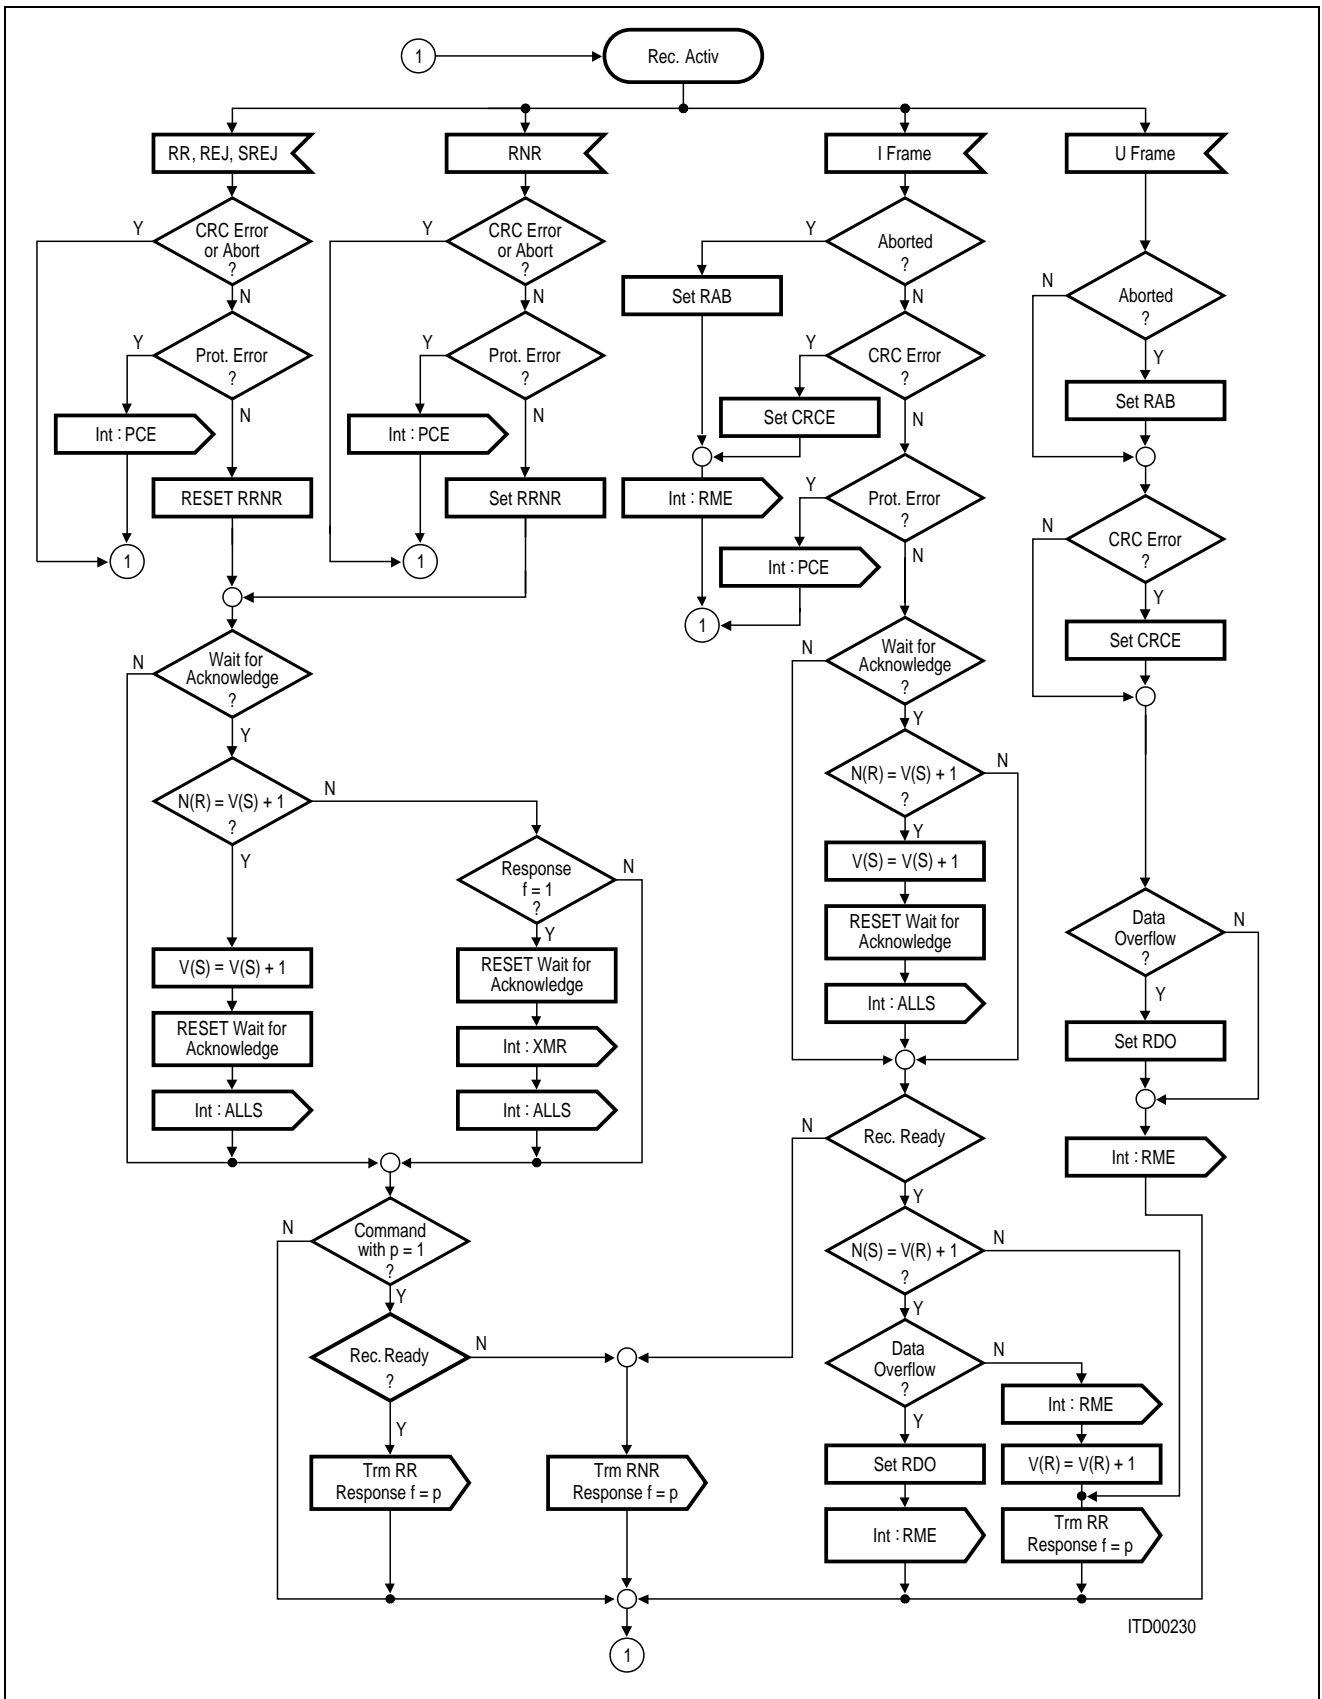 1
Rec. Activ
RR, REJ, SREJ
RNR
I Frame
U Frame
Y
CRC Error
or Abort
?
N
Y
CRC Error
or Abort
?
N
Y
Aborted
?
N
Set RAB
N
Aborted
?
Y
Set RAB
Y
Prot. Error
?
N
Y
Prot. Error
?
N
Y
CRC Error
?
N
Set CRCE
Int : PCE
Int : PCE
RESET RRNR
Set RRNR
Int : RME
Y
Prot. Error
?
N
Int : PCE
N
CRC Error
?
Y
Set CRCE
1
1
1
N
Wait for
Acknowledge
?
Y
N
Wait for
Acknowledge
?
Y
N(R) = V(S) + 1
?
N
Y
N(R) = V(S) + 1
?
N
Y
Response
f = 1
?
N
Y
V(S) = V(S) + 1
RESET Wait for
Acknowledge
Int : ALLS
Data
Overflow
?
N
Y
Set RDO
Int : RME
V(S) = V(S) + 1
RESET Wait for
Acknowledge
Int : ALLS
RESET Wait for
Acknowledge
Int : XMR
Int : ALLS
N
Rec. Ready
Y
N
Command
with p = 1
?
Y
N(S) = V(R) + 1
?
N
Y
Rec. Ready
?
N
Y
Data
Overflow
?
N
Y
Int : RME
V(R) = V(R) + 1
Trm RR
Response f = p
Trm RNR
Response f = p
Set RDO
Int : RME
Trm RR
Response f = p
1
ITD00230